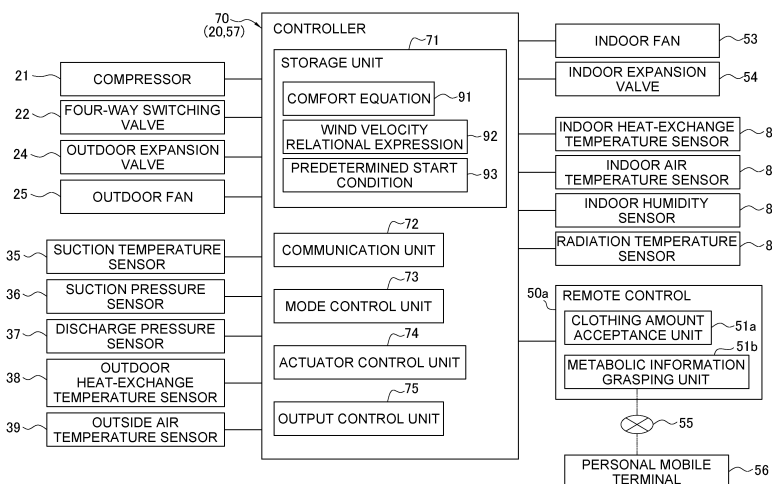 70
(20,57)
CONTROLLER
71
STORAGE UNIT
COMFORT EQUATION
91
WIND VELOCITY
RELATIONAL EXPRESSION
92
PREDETERMINED START
CONDITION
93
72
COMMUNICATION UNIT
73
MODE CONTROL UNIT
74
ACTUATOR CONTROL UNIT
75
OUTPUT CONTROL UNIT
21
COMPRESSOR
22
FOUR-WAY SWITCHING
VALVE
24
OUTDOOR EXPANSION
VALVE
25
OUTDOOR FAN
35
SUCTION TEMPERATURE
SENSOR
36
SUCTION PRESSURE
SENSOR
37
DISCHARGE PRESSURE
SENSOR
38
OUTDOOR
HEAT-EXCHANGE
TEMPERATURE SENSOR
39
OUTSIDE AIR
TEMPERATURE SENSOR
INDOOR FAN
53
INDOOR EXPANSION
VALVE
54
INDOOR HEAT-EXCHANGE
TEMPERATURE SENSOR
8
INDOOR AIR
TEMPERATURE SENSOR
8
INDOOR HUMIDITY
SENSOR
8
RADIATION TEMPERATURE
SENSOR
8
50a
REMOTE CONTROL
CLOTHING AMOUNT
ACCEPTANCE UNIT
51a
51b
METABOLIC INFORMATION
GRASPING UNIT
55
PERSONAL MOBILE
TERMINAL
56